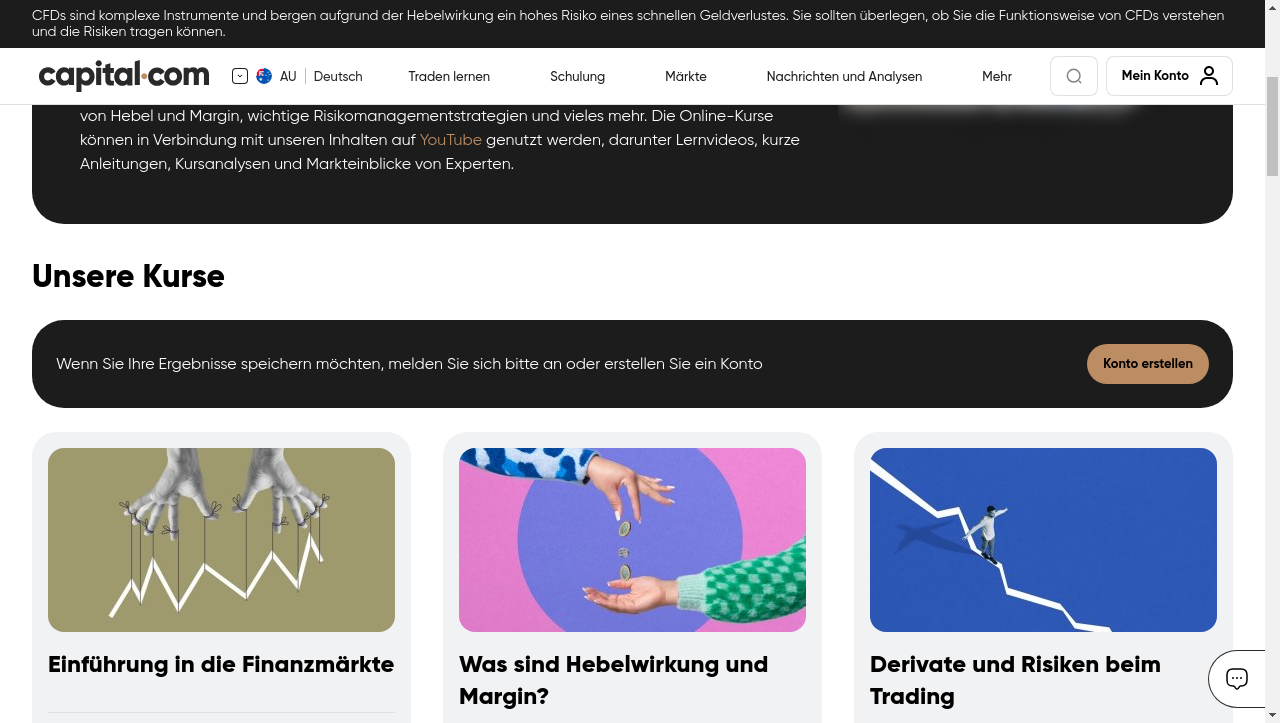 CFDs sind komplexe Instrumente und bergen aufgrund der Hebelwirkung ein hohes Risiko eines schnellen Geldverlustes. Sie sollten überlegen, ob Sie die Funktionsweise von CFDs verstehen
und die Risiken tragen können.
capital.com
AU
Deutsch
Traden lernen
Schulung
Märkte
Nachrichten und Analysen
Mehr
Mein Konto
von Hebel und Margin, wichtige Risikomanagementstrategien und vieles mehr. Die Online-Kurse
können in Verbindung mit unseren Inhalten auf YouTube genutzt werden, darunter Lernvideos, kurze
Anleitungen, Kursanalysen und Markteinblicke von Experten.
Unsere Kurse
Wenn Sie Ihre Ergebnisse speichern möchten, melden Sie sich bitte an oder erstellen Sie ein Konto
Konto erstellen
Einführung in die Finanzmärkte
Was sind Hebelwirkung und
Margin?
Derivate und Risiken beim
Trading